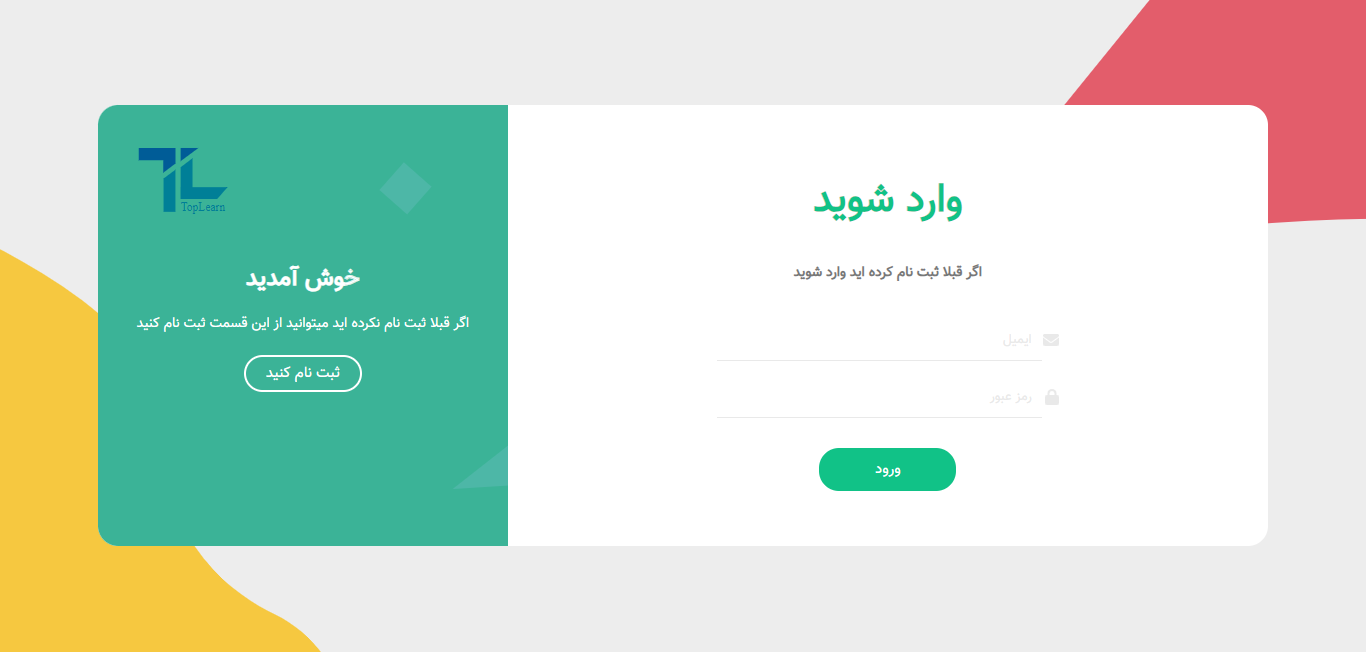 وارد شوید
اگر قبلا ثبت نام کرده اید وارد شوید
ایمیل
رمز عبور
ورود
TopLearn
خوش آمدید
اگر قبلا ثبت نام نکرده اید میتوانید از این قسمت ثبت نام کنید
ثبت نام کنید